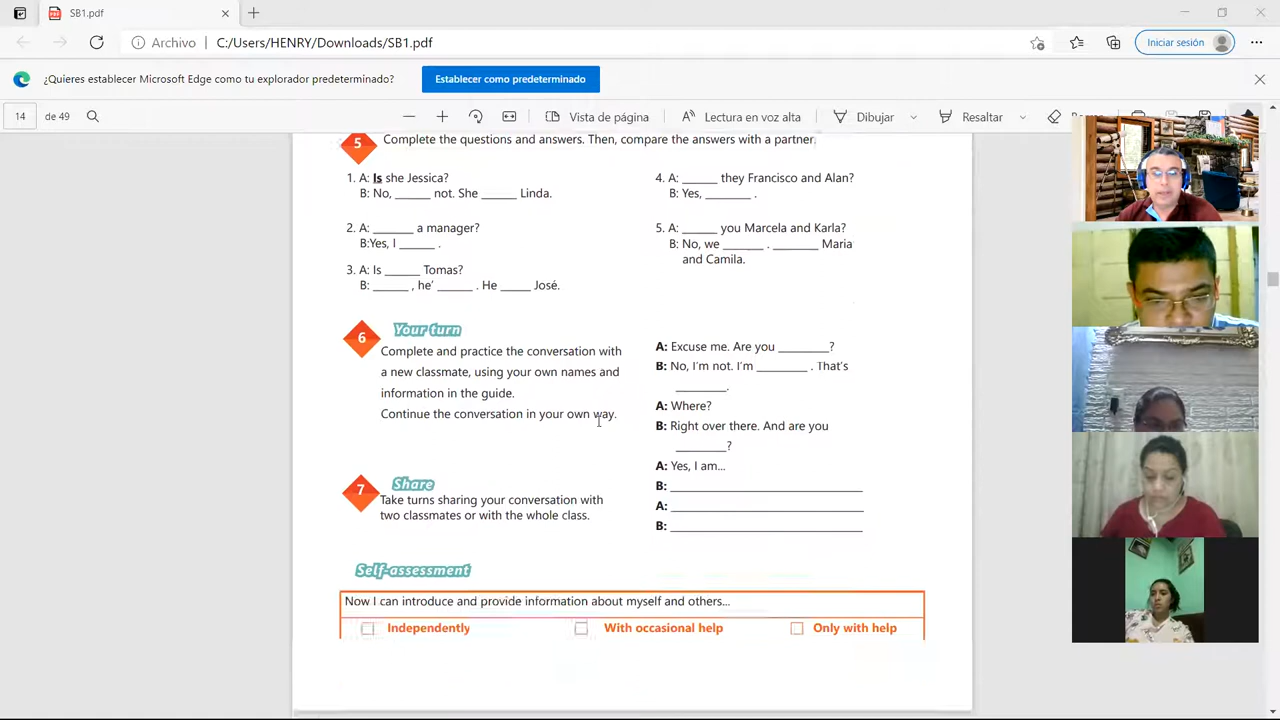 SB1.pdf
Archivo C:/Users/HENRY/Downloads/SB1.pdf
Iniciar sesión
¿Quieres establecer Microsoft Edge como tu explorador predeterminado?
Establecer como predeterminado
14 de 49
Vista de página
Lectura en voz alta
Dibujar
Resaltar
5
Complete the questions and answers. Then, compare the answers with a partner.
1. A: Is she Jessica?
B: No, ______ not. She ______ Linda.
2. A: _______ a manager?
B:Yes, I ______ .
3. A: Is ______ Tomas?
B: ______ , he' ______ . He _____ José.
4. A: ______ they Francisco and Alan?
B: Yes, ________ .
5. A: ______ you Marcela and Karla?
B: No, we _______ . ________ Maria
and Camila.
6
Your turn
Complete and practice the conversation with
a new classmate, using your own names and
information in the guide.
Continue the conversation in your own way.
A: Excuse me. Are you _________?
B: No, I'm not. I'm _________ . That's
_________.
A: Where?
B: Right over there. And are you
_________?
A: Yes, I am...
B: ___________________________________
A: ___________________________________
B: ___________________________________
7
Share
Take turns sharing your conversation with
two classmates or with the whole class.
Self-assessment
Now I can introduce and provide information about myself and others...
Independently
With occasional help
Only with help